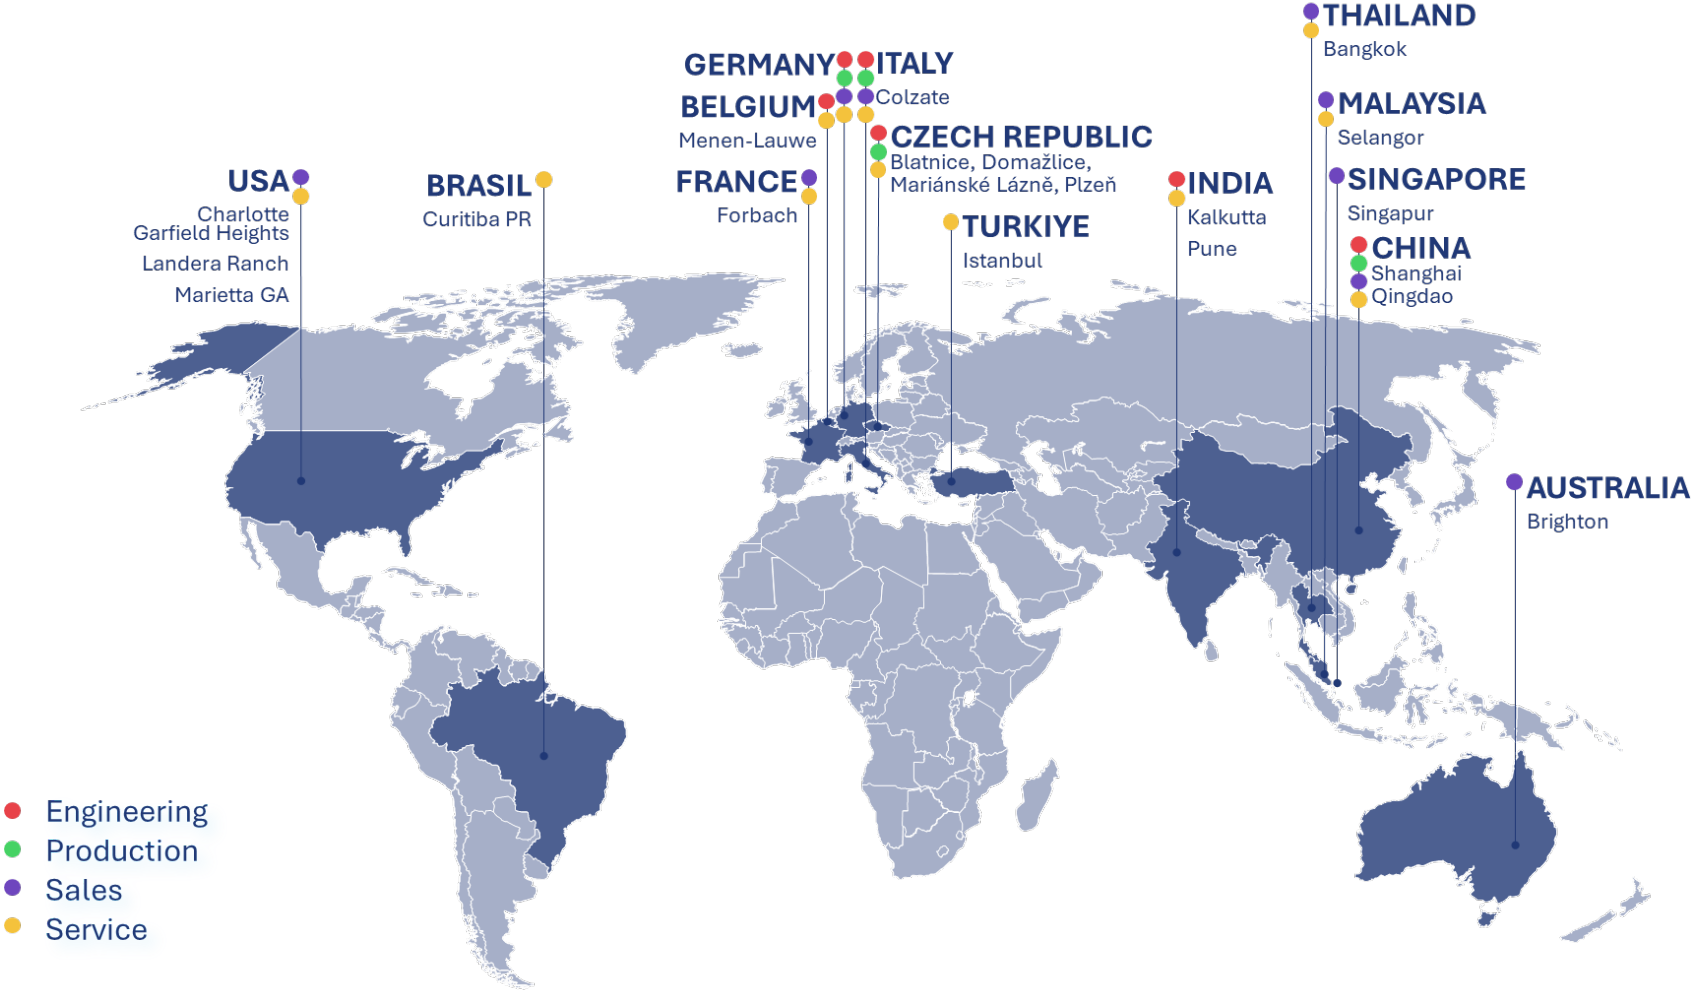 THAILAND
Bangkok
GERMANY
ITALY
Colzate
BELGIUM
Menen-Lauwe
MALAYSIA
Selangor
CZECH REPUBLIC
Blatnice, Domažlice,
Mariánské Lázně, Plzeň
USA
Charlotte
Garfield Heights
Landera Ranch
Marietta GA
BRASIL
Curitiba PR
FRANCE
Forbach
TURKIYE
Istanbul
INDIA
Kalkutta
Pune
SINGAPORE
Singapur
CHINA
Shanghai
Qingdao
AUSTRALIA
Brighton
Engineering
Production
Sales
Service